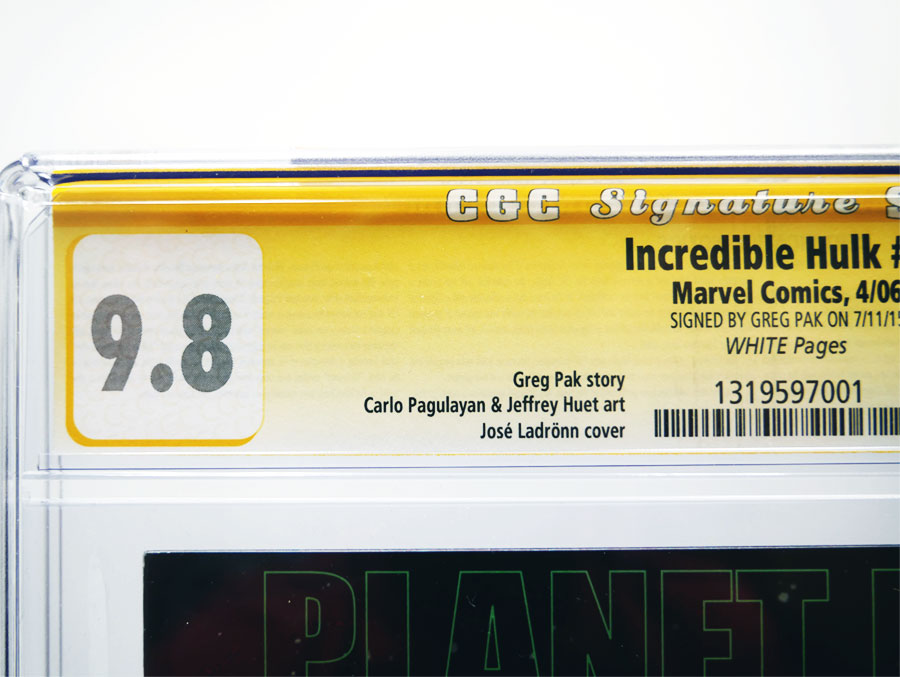 CGC Signature S
9.8
Incredible Hulk #
Marvel Comics, 4/06
SIGNED BY GREG PAK ON 7/11/15
WHITE Pages
Greg Pak story
Carlo Pagulayan & Jeffrey Huet art
José Ladrönn cover
1319597001
PLANET